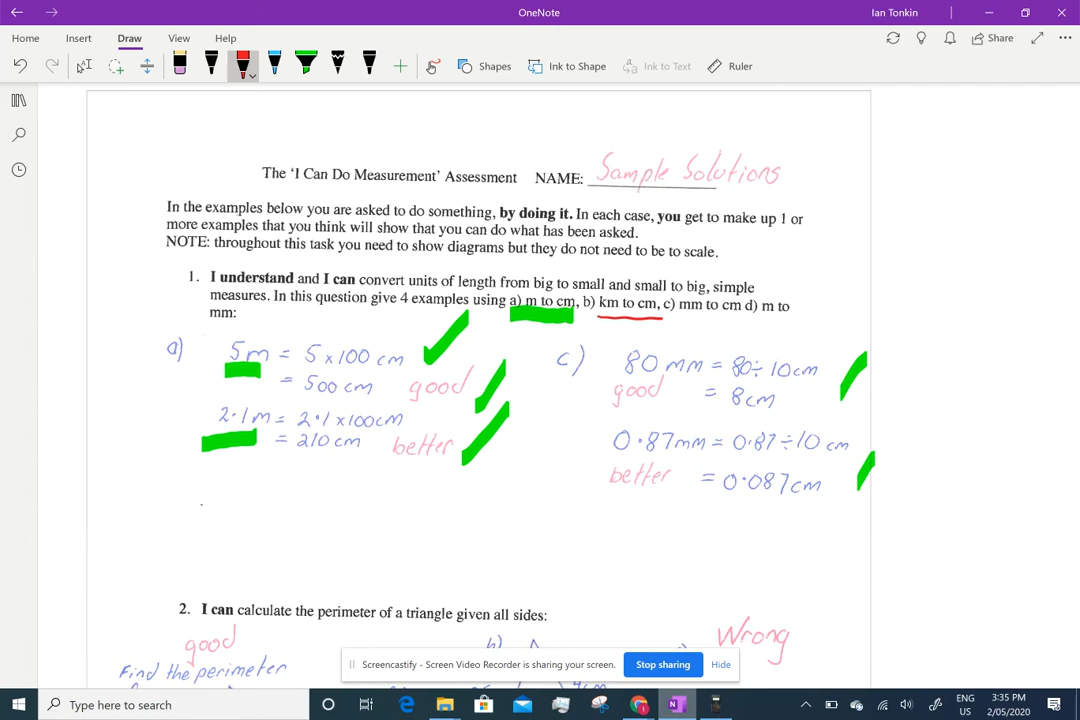 OneNote
Ian Tonkin
Home Insert Draw View Help
Share
Shapes
Ink to Shape
Ink to Text
Ruler
The ‘I Can Do Measurement’ Assessment NAME: Sample Solutions
In the examples below you are asked to do something, by doing it. In each case, you get to make up 1 or
more examples that you think will show that you can do what has been asked.
NOTE: throughout this task you need to show diagrams but they do not need to be to scale.
1. I understand and I can convert units of length from big to small and small to big, simple
measures. In this question give 4 examples using a) m to cm, b) km to cm, c) mm to cm d) m to
mm:
a) 5m = 5 x 100 cm
= 500 cm good
2.1m = 2.1 x 100cm
= 210 cm better
c) 80 mm = 80 ÷ 10cm
good = 8cm
0.87mm = 0.87 ÷ 10 cm
better = 0.087cm
2. I can calculate the perimeter of a triangle given all sides:
good
Find the perimeter
b)
4cm
Wrong
Screencastify - Screen Video Recorder is sharing your screen. Stop sharing Hide
Type here to search
ENG
US
3:35 PM
2/05/2020